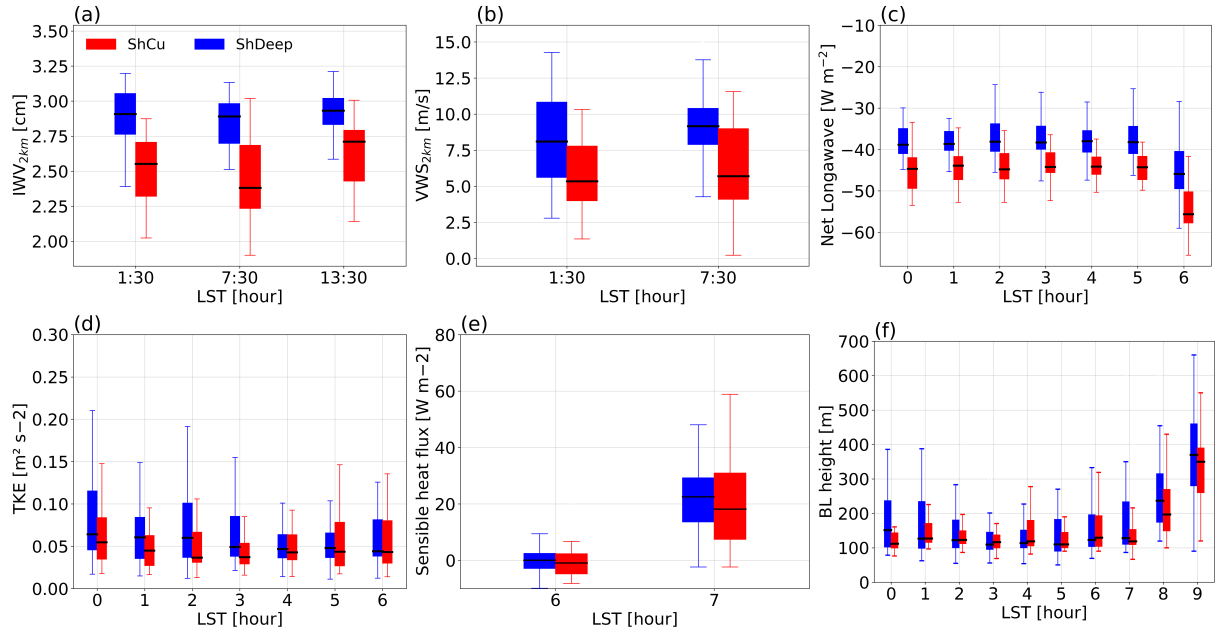 (a)
ShCu ShDeep
IWV2km [cm]
3.50
3.25
3.00
2.75
2.50
2.25
2.00
1:30 7:30 13:30
LST [hour]
(b)
VWS2km [m/s]
15.0
12.5
10.0
7.5
5.0
2.5
0.0
1:30 7:30
LST [hour]
(c)
Net Longawave [W m−2]
−10
−20
−30
−40
−50
−60
0 1 2 3 4 5 6
LST [hour]
(d)
TKE [m² s−2]
0.30
0.25
0.20
0.15
0.10
0.05
0.00
0 1 2 3 4 5 6
LST [hour]
(e)
Sensible heat flux [W m−2]
80
60
40
20
0
6 7
LST [hour]
(f)
BL height [m]
700
600
500
400
300
200
100
0
0 1 2 3 4 5 6 7 8 9
LST [hour]